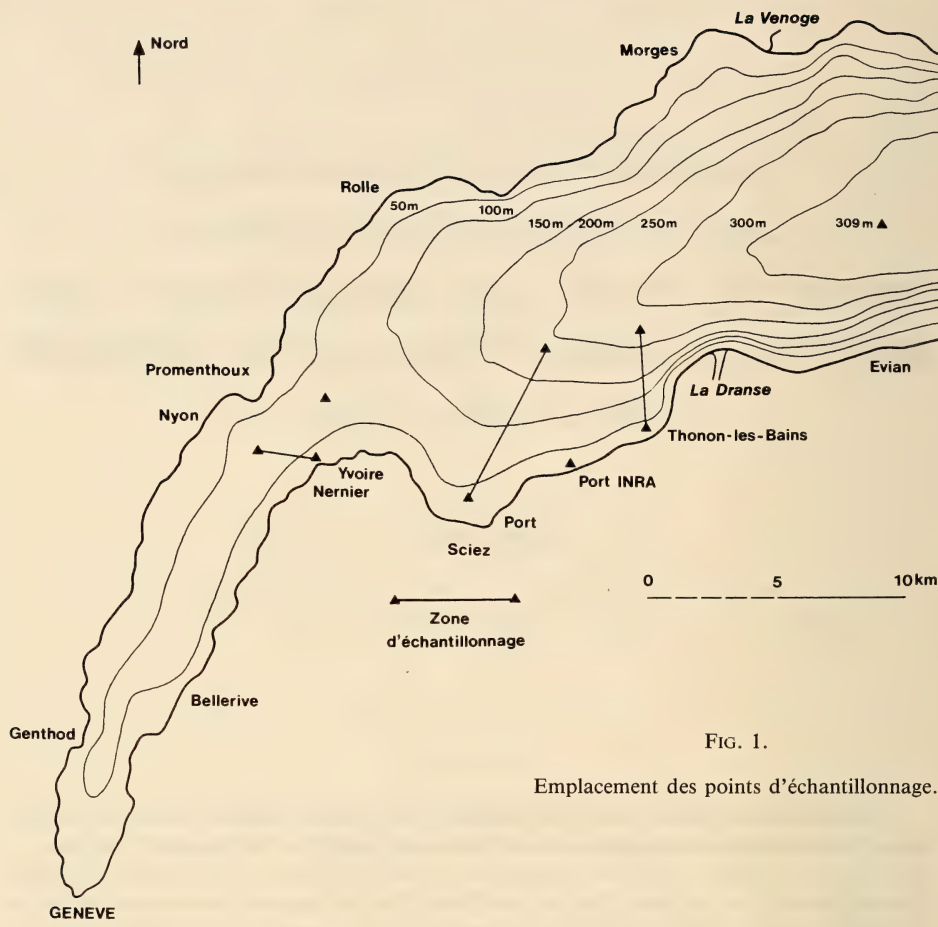 La Venoge
Nord
Morges
Rolle
50m
100m
150m
200m
250m
300m
309m
Promenthoux
Nyon
Evian
La Dranse
Thonon-les-Bains
Yvoire
Nernier
Port INRA
Port
Sciez
0 5 10km
Zone
d'échantillonnage
Bellerive
Genthod
FIG. 1.
Emplacement des points d'échantillonnage.
GENEVE